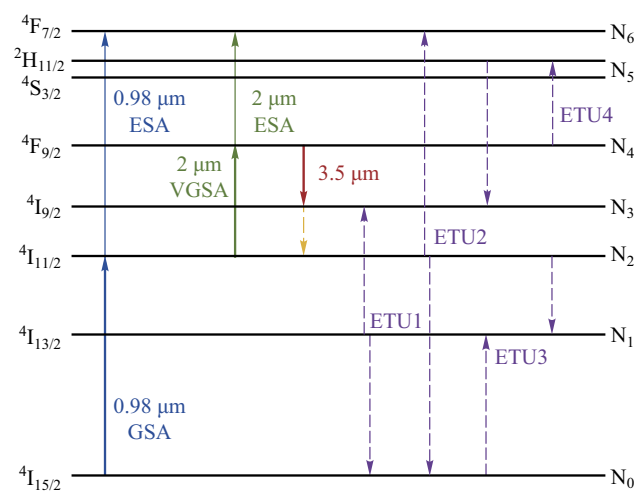 ⁴F₇/₂ N₆
²H₁₁/₂ N₅
⁴S₃/₂
0.98 μm
ESA
2 μm
ESA
ETU4
⁴F₉/₂ N₄
2 μm
VGSA
3.5 μm
⁴I₉/₂ N₃
ETU2
⁴I₁₁/₂ N₂
ETU1
⁴I₁₃/₂ N₁
ETU3
0.98 μm
GSA
⁴I₁₅/₂ N₀